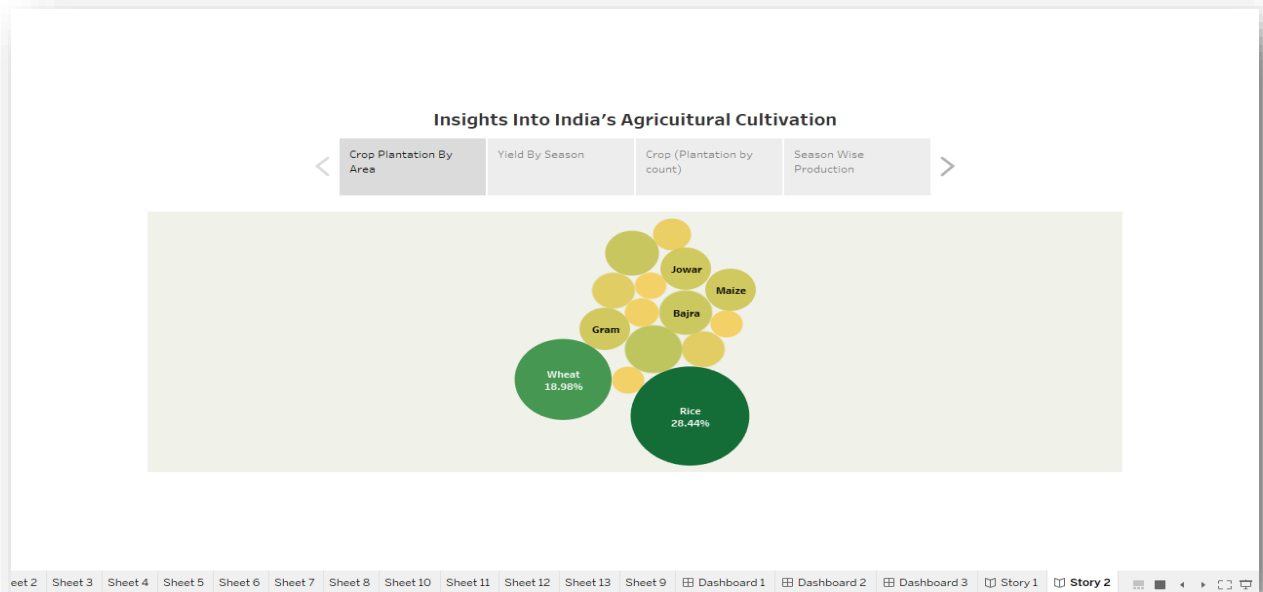 Insights Into India's Agricuitural Cultivation
Crop Plantation By
Area
Yield By Season
Crop (Plantation by
count)
Season Wise
Production
Jowar
Maize
Bajra
Gram
Wheat
18.98%
Rice
28.44%
eet 2 Sheet 3 Sheet 4 Sheet 5 Sheet 6 Sheet 7 Sheet 8 Sheet 10 Sheet 11 Sheet 12 Sheet 13 Sheet 9 Dashboard 1 Dashboard 2 Dashboard 3 Story 1 Story 2